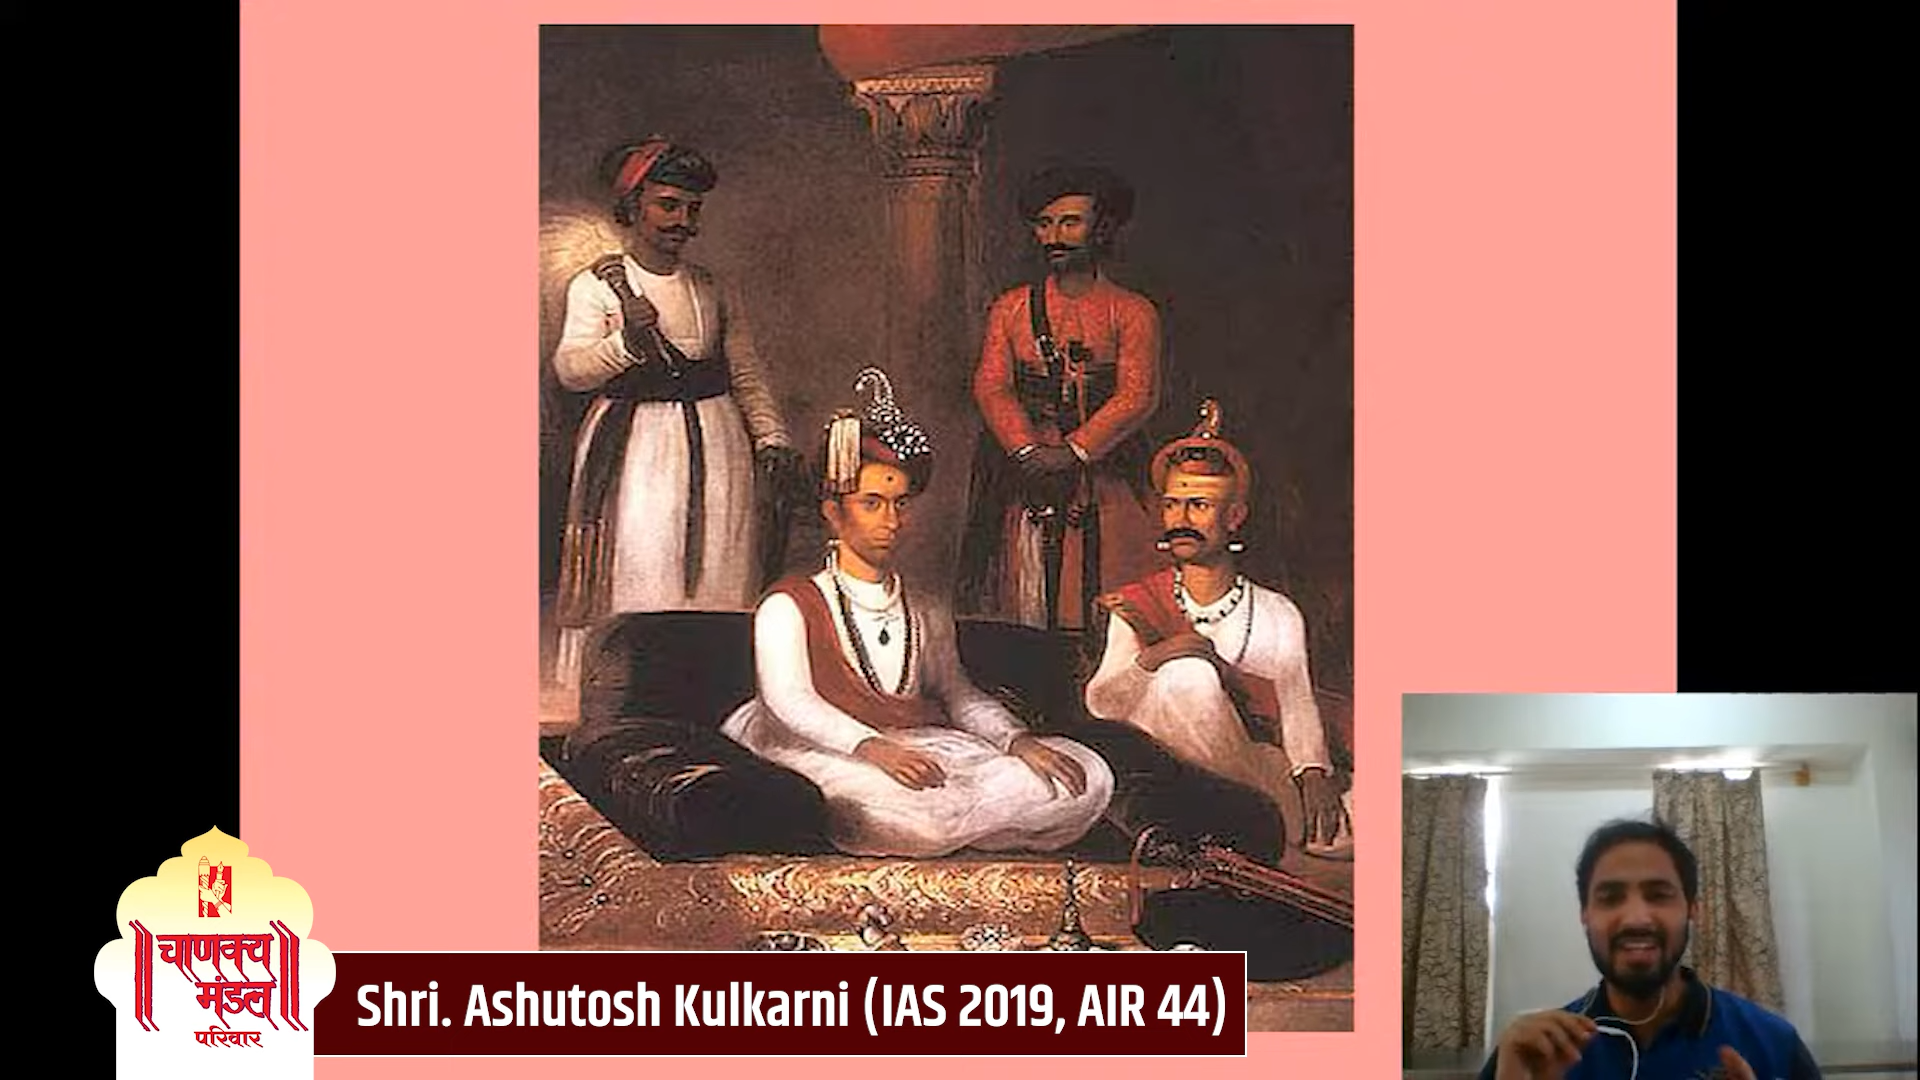 चाणक्य
मंडल
परिवार
Shri. Ashutosh Kulkarni (IAS 2019, AIR 44)